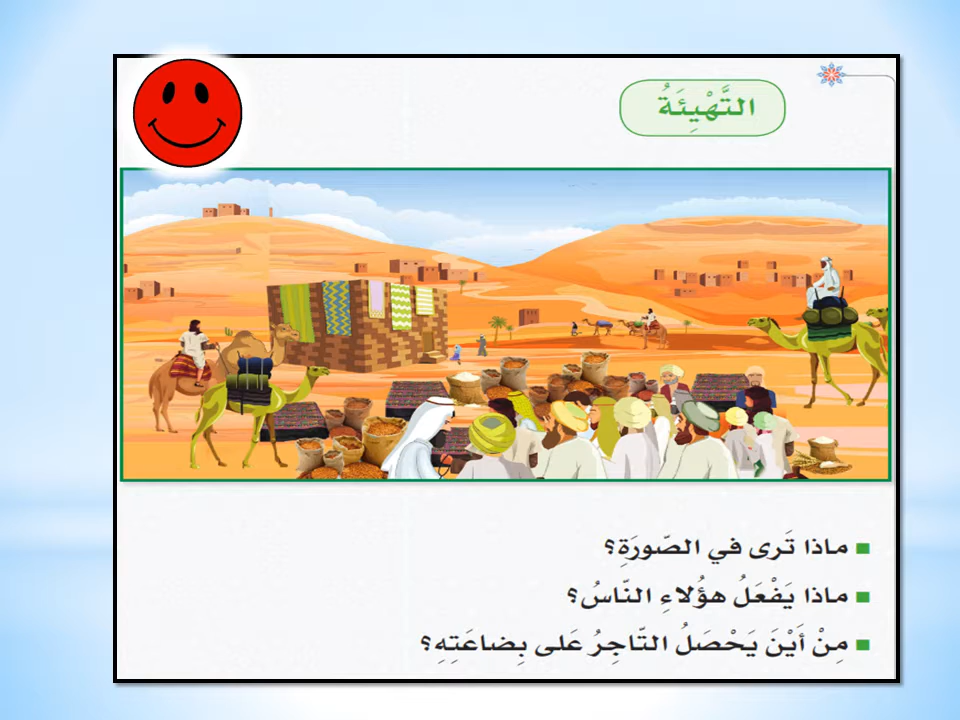 التَّهْيِئَةُ
ماذا تَرى في الصّورَةِ؟
ماذا يَفْعَلُ هؤُلاءِ النّاسُ؟
مِنْ أَيْنَ يَحْصَلُ التّاجِرُ عَلى بِضاعَتِهِ؟